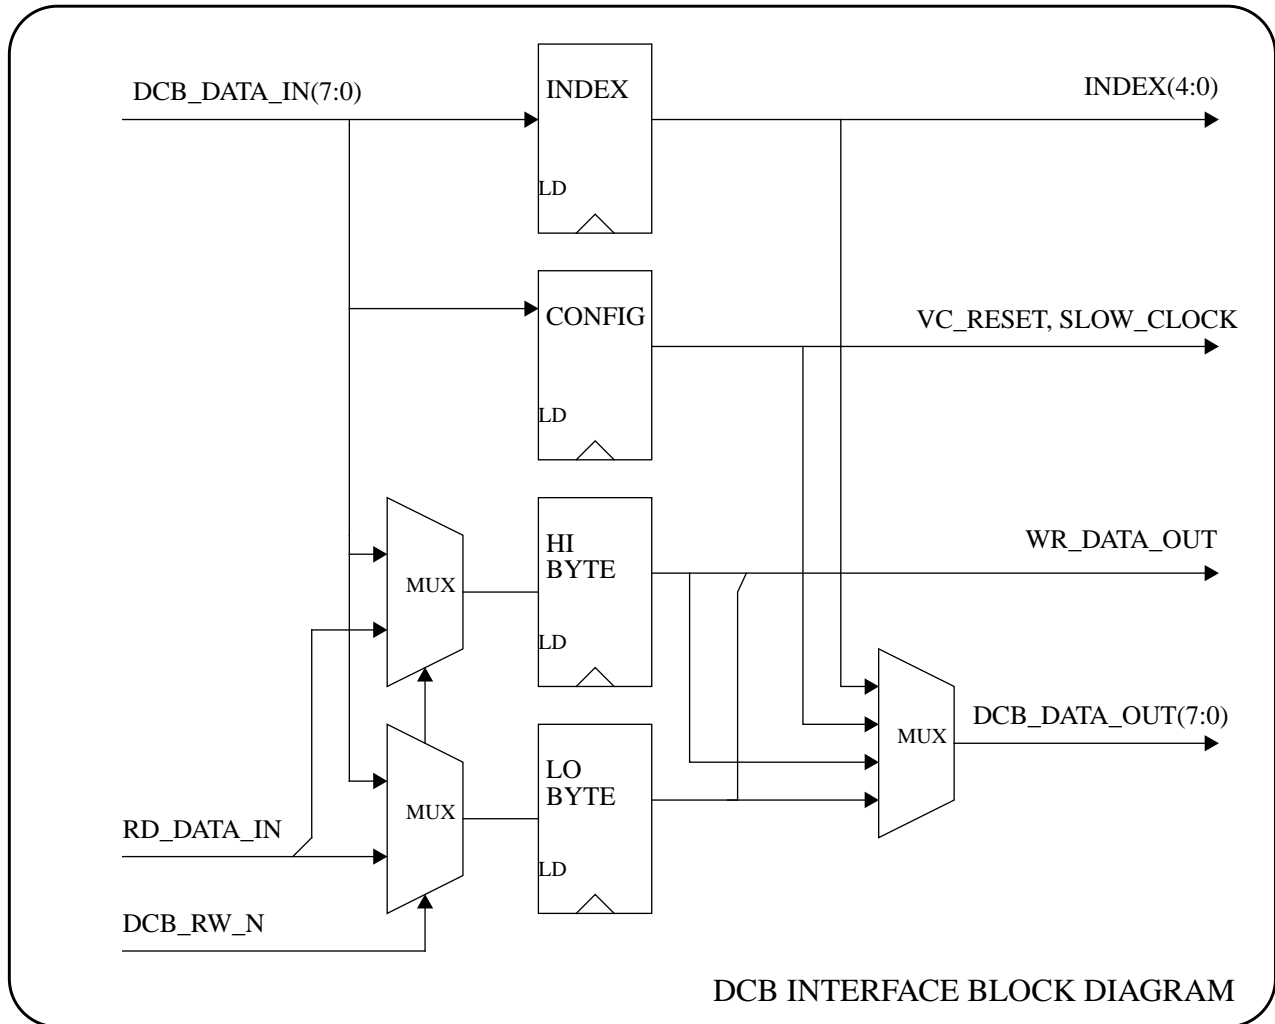 DCB_DATA_IN(7:0)
INDEX
INDEX(4:0)
LD
CONFIG
VC_RESET, SLOW_CLOCK
LD
HI
BYTE
WR_DATA_OUT
MUX
LD
DCB_DATA_OUT(7:0)
MUX
LO
BYTE
MUX
RD_DATA_IN
LD
DCB_RW_N
DCB INTERFACE BLOCK DIAGRAM